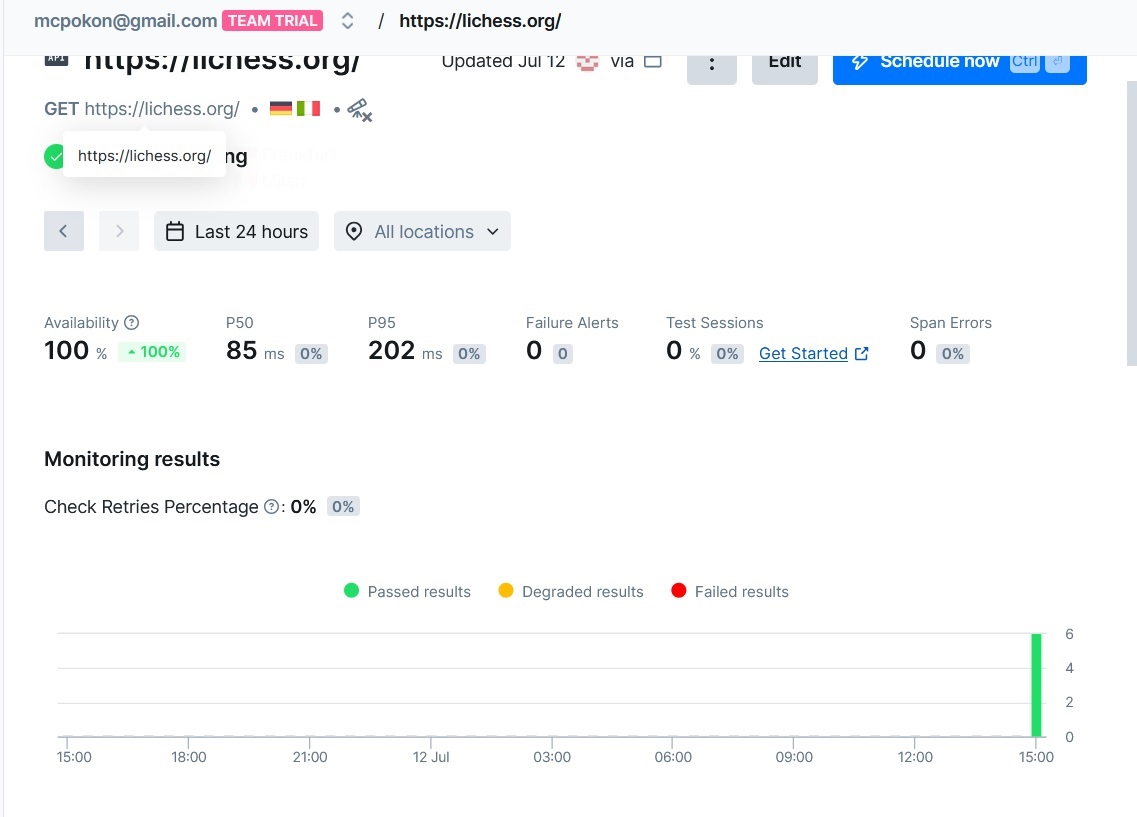 mcpokon@gmail.com TEAM TRIAL / https://lichess.org/
API https://lichess.org/ Updated Jul 12 via Edit Schedule now Ctrl
GET https://lichess.org/
https://lichess.org/ ng
Last 24 hours All locations
Availability P50 P95 Failure Alerts Test Sessions Span Errors
100 % 100% 85 ms 0% 202 ms 0% 0 0 0 % 0% Get Started 0 0%
Monitoring results
Check Retries Percentage : 0% 0%
Passed results Degraded results Failed results
6
4
2
0
15:00 18:00 21:00 12 Jul 03:00 06:00 09:00 12:00 15:00